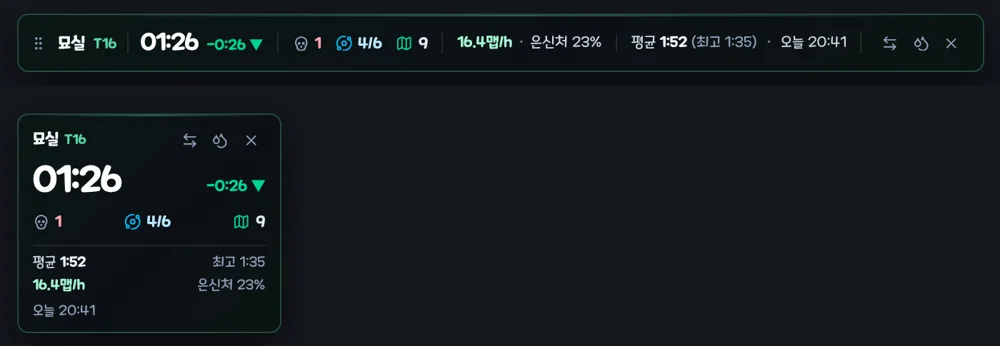 묘실 T16 01:26 -0:26 ▼ 1 4/6 9 16.4맵/h · 은신처 23% 평균 1:52 (최고 1:35) · 오늘 20:41
묘실 T16
01:26 -0:26 ▼
1 4/6 9
평균 1:52 최고 1:35
16.4맵/h 은신처 23%
오늘 20:41